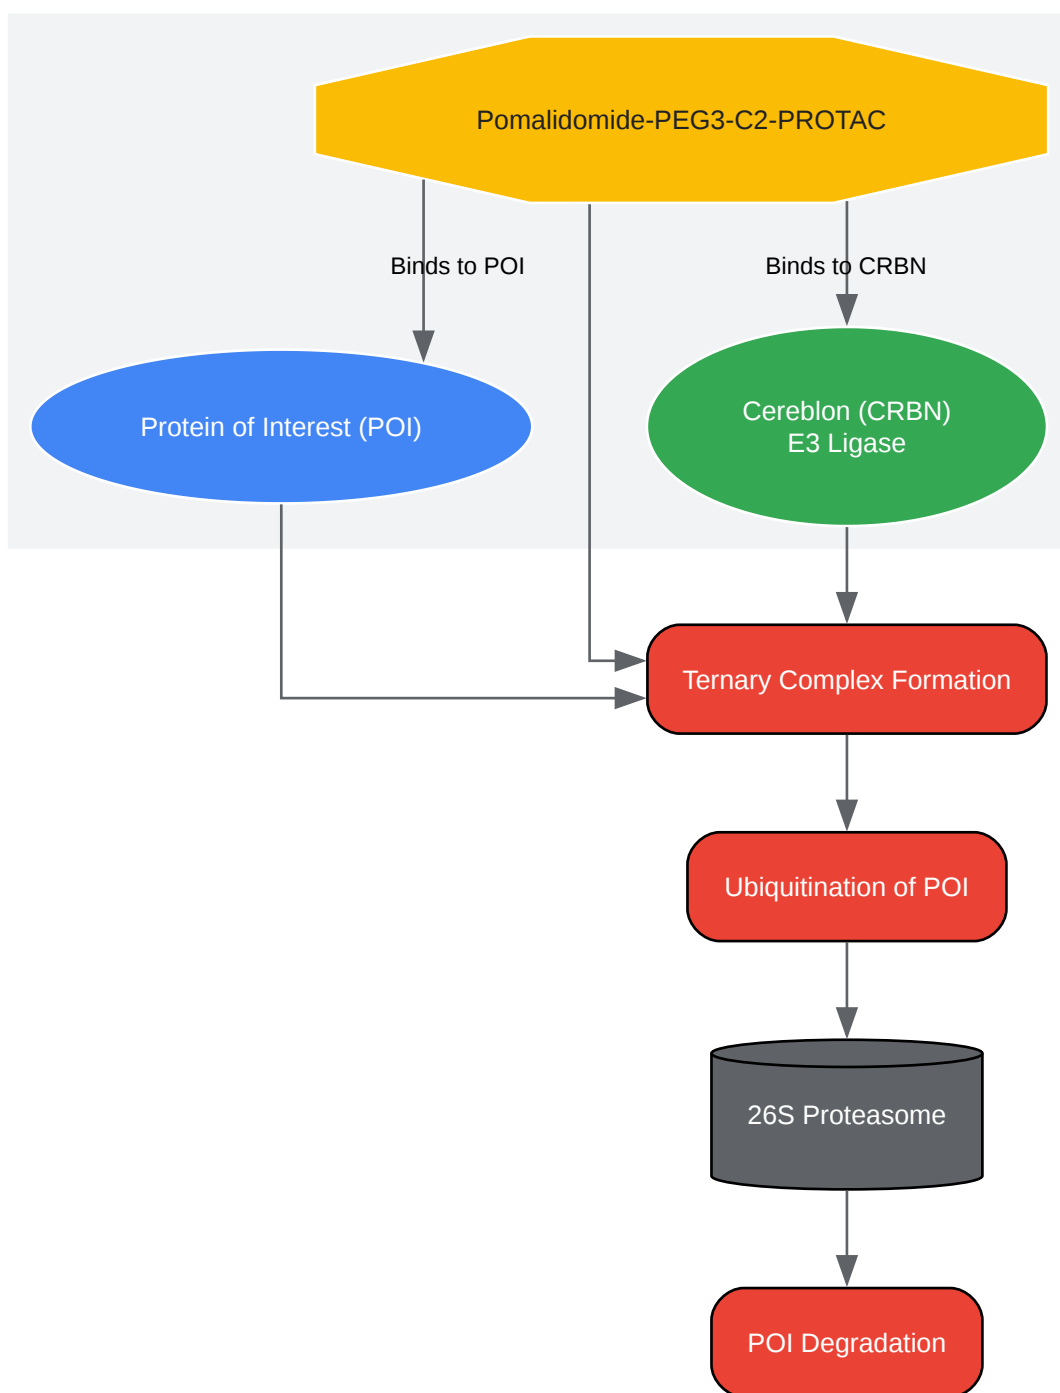 Pomalidomide-PEG3-C2-PROTAC
Binds to POI
Binds to CRBN
Protein of Interest (POI)
Cereblon (CRBN)
E3 Ligase
Ternary Complex Formation
Ubiquitination of POI
26S Proteasome
POI Degradation